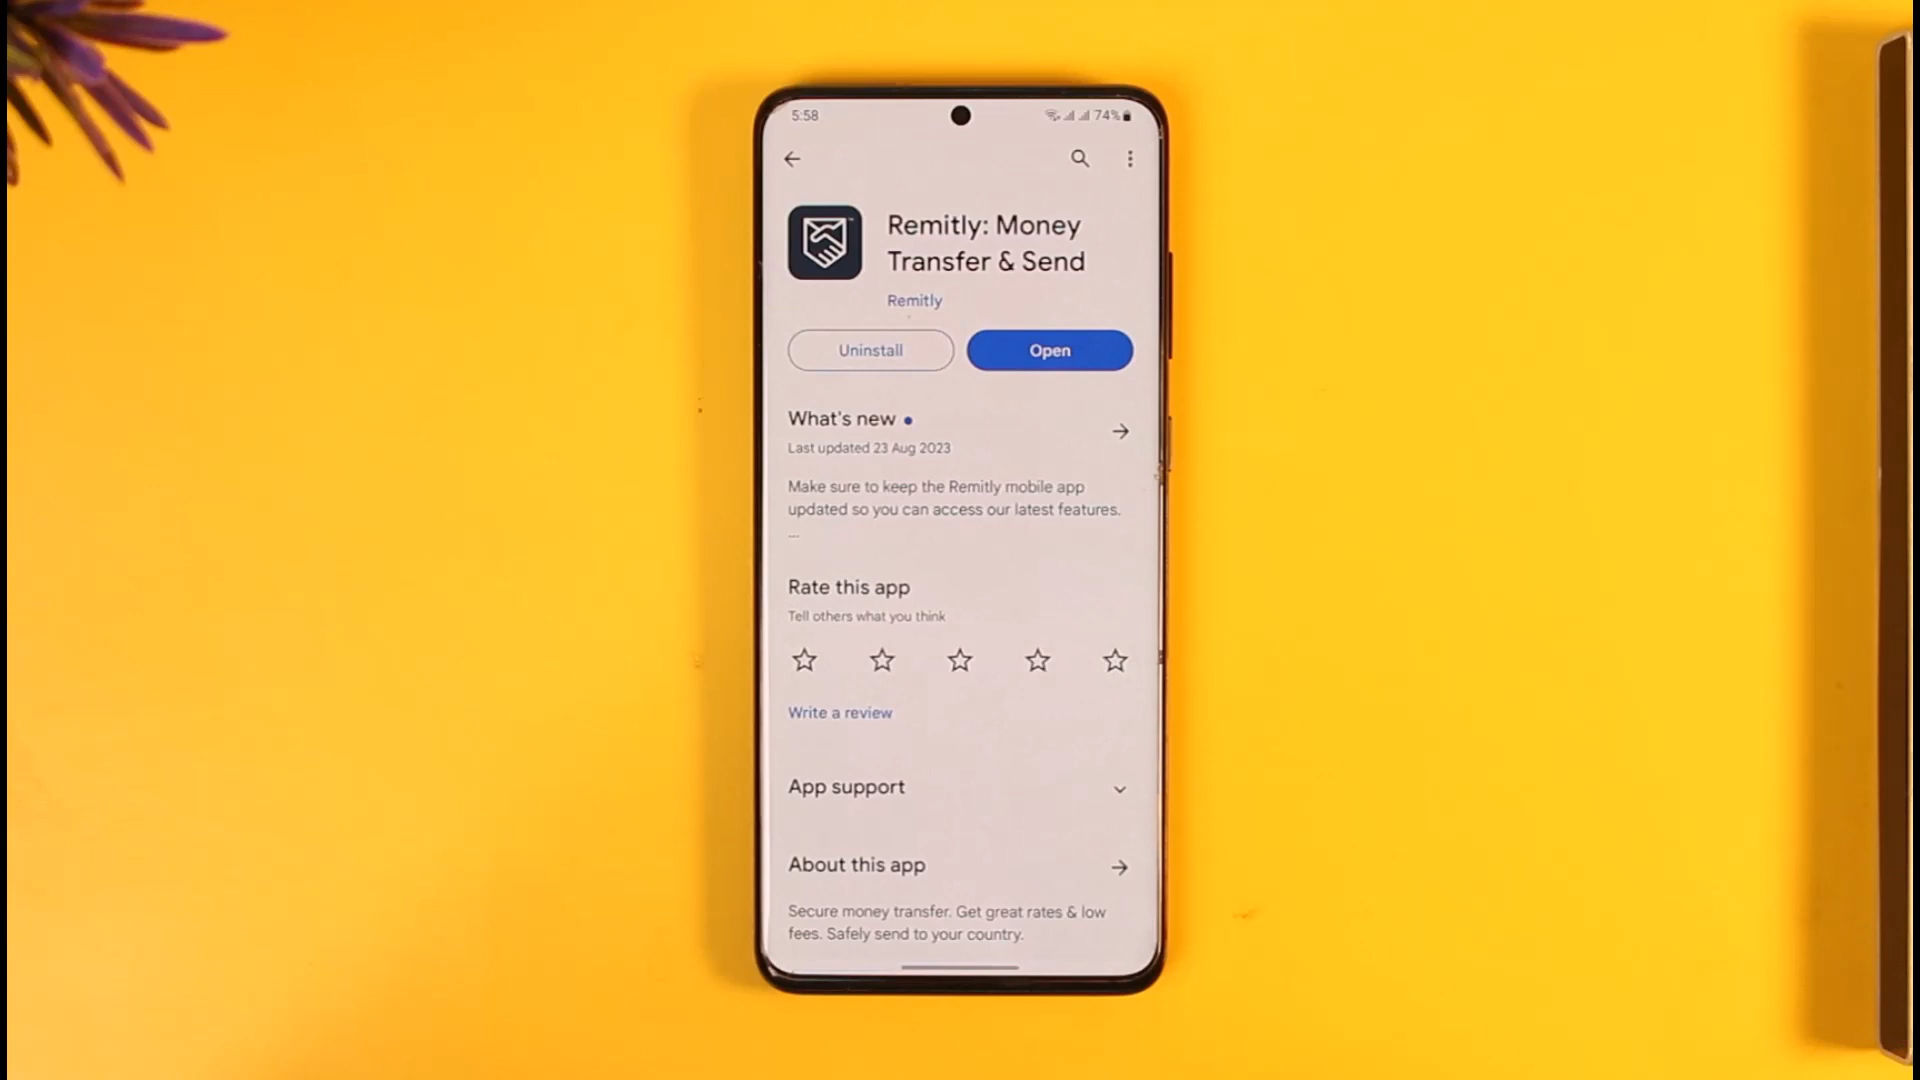 5:58
74%
Remitly: Money
Transfer & Send
Remitly
Uninstall
Open
What's new
Last updated 23 Aug 2023
Make sure to keep the Remitly mobile app
updated so you can access our latest features.
...
Rate this app
Tell others what you think
Write a review
App support
About this app
Secure money transfer. Get great rates & low
fees. Safely send to your country.